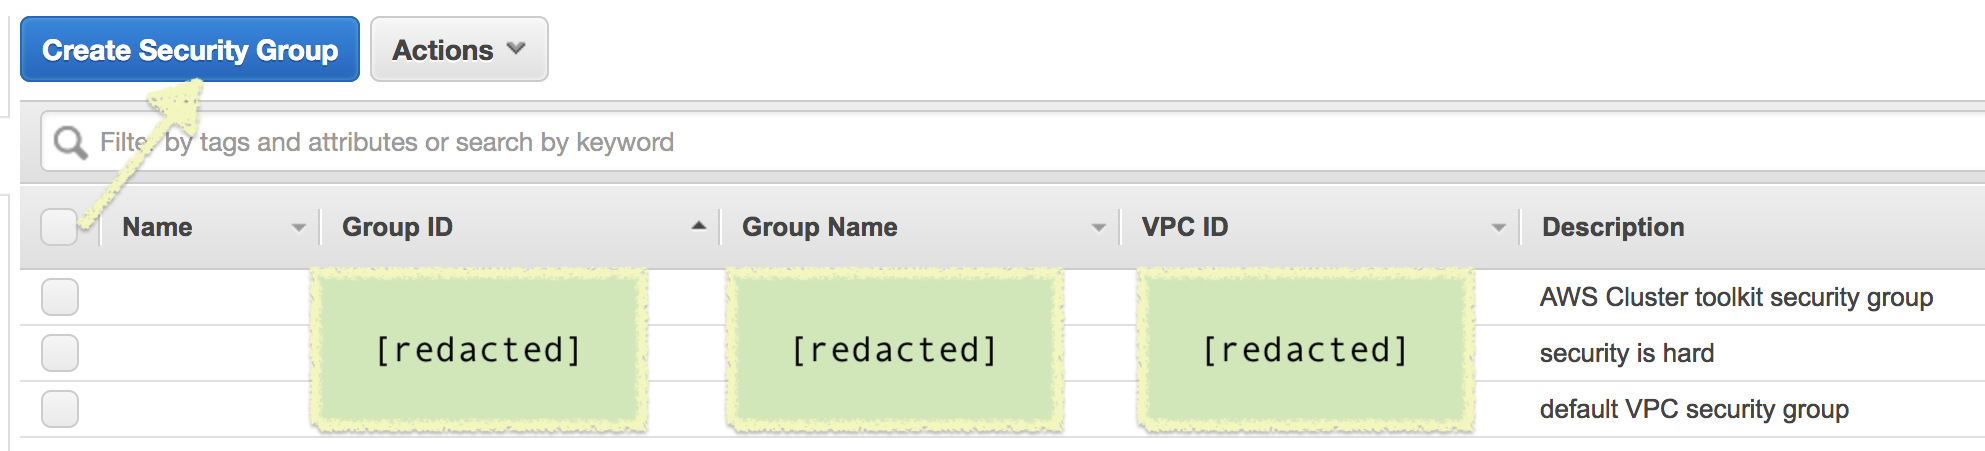 Create Security Group Actions
Filter by tags and attributes or search by keyword
Name Group ID Group Name VPC ID Description
AWS Cluster toolkit security group
[redacted] [redacted] [redacted] security is hard
default VPC security group